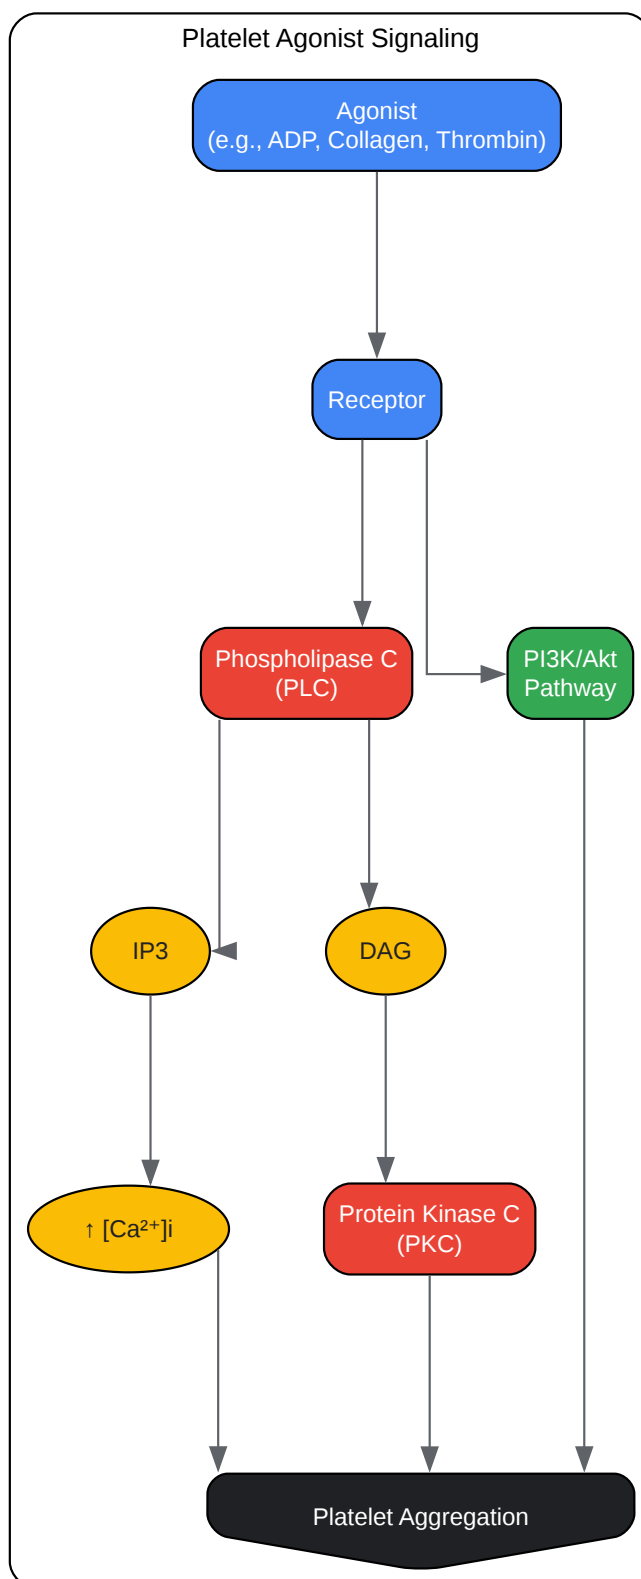 Platelet Agonist Signaling
Agonist
(e.g., ADP, Collagen, Thrombin)
Receptor
Phospholipase C
(PLC)
PI3K/Akt
Pathway
IP3
DAG
↑ [Ca²⁺]i
Protein Kinase C
(PKC)
Platelet Aggregation